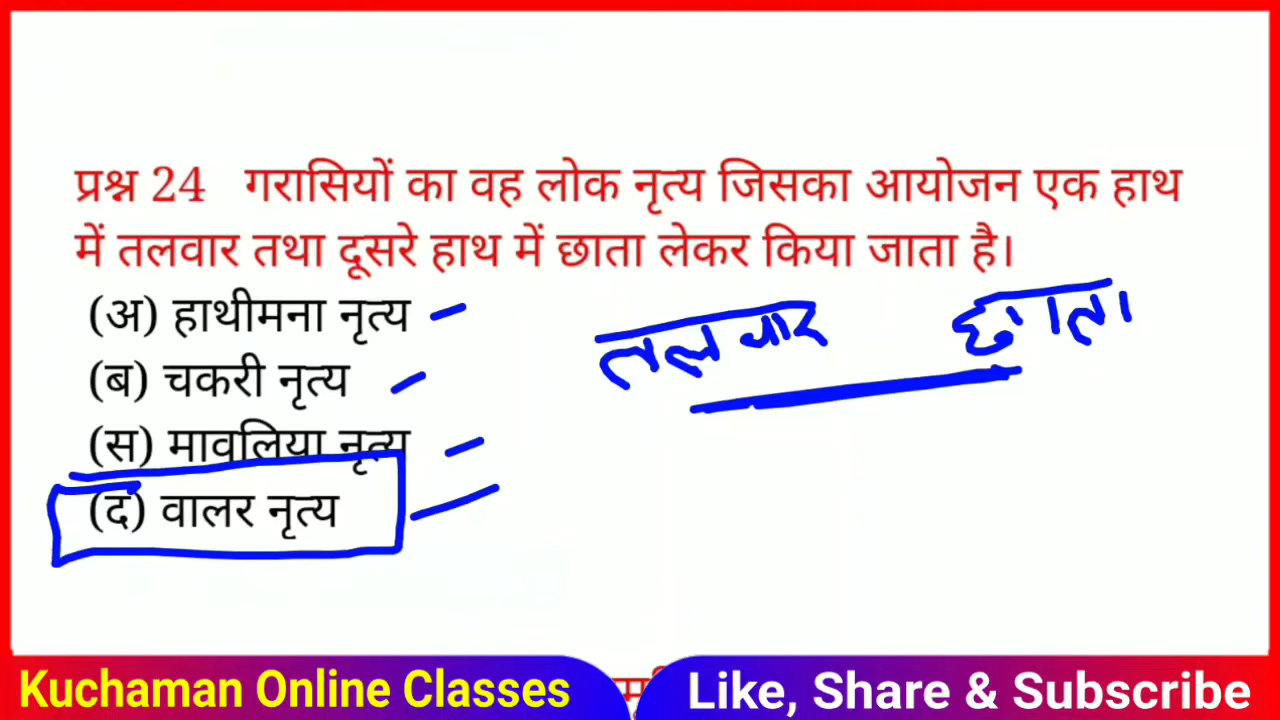 प्रश्न 24 गरासियों का वह लोक नृत्य जिसका आयोजन एक हाथ
में तलवार तथा दूसरे हाथ में छाता लेकर किया जाता है।
(अ) हाथीमना नृत्य
तलवार छाता
(ब) चकरी नृत्य
(स) मावलिया नृत्य
(द) वालर नृत्य
Kuchaman Online Classes
Like, Share & Subscribe